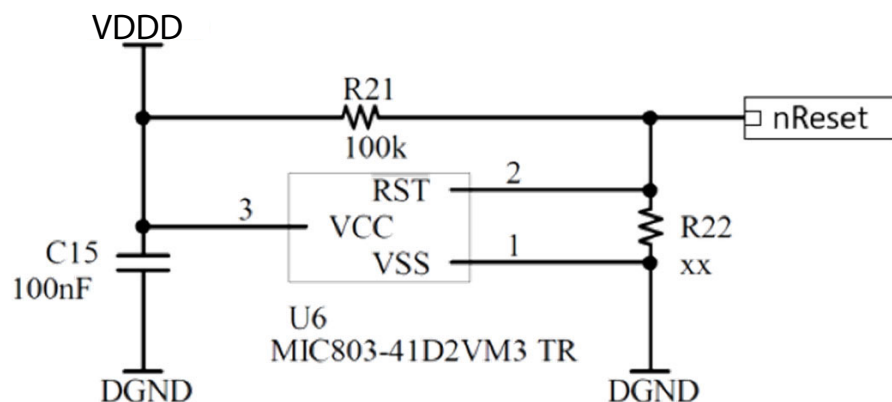 VDDD
R21
100k
nReset
RST
2
3
VCC
R22
VSS
1
xx
C15
100nF
U6
MIC803-41D2VM3 TR
DGND
DGND